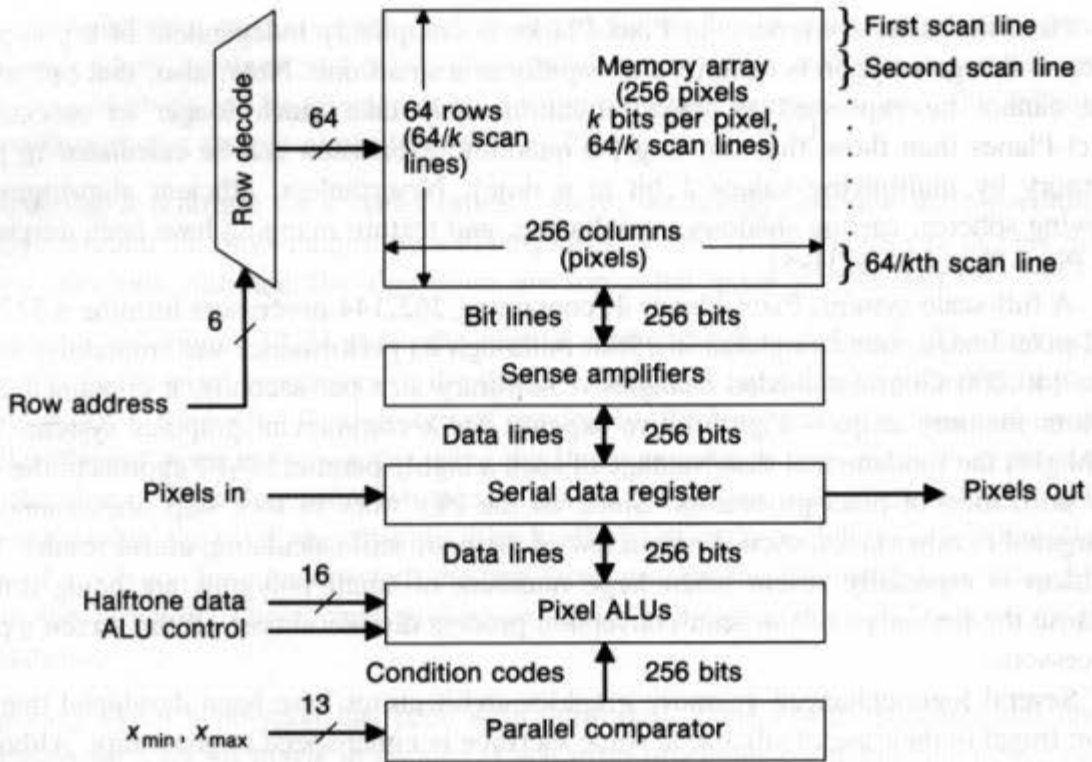 Row decode
64
64 rows
(64/k scan
lines)
Memory array
(256 pixels
k bits per pixel,
64/k scan lines)
256 columns
(pixels)
First scan line
Second scan line
64/kth scan line
6
Row address
Bit lines 256 bits
Sense amplifiers
Data lines 256 bits
Pixels in
Serial data register
Pixels out
Data lines 256 bits
Halftone data
16
ALU control
Pixel ALUs
Condition codes 256 bits
xmin, xmax
13
Parallel comparator